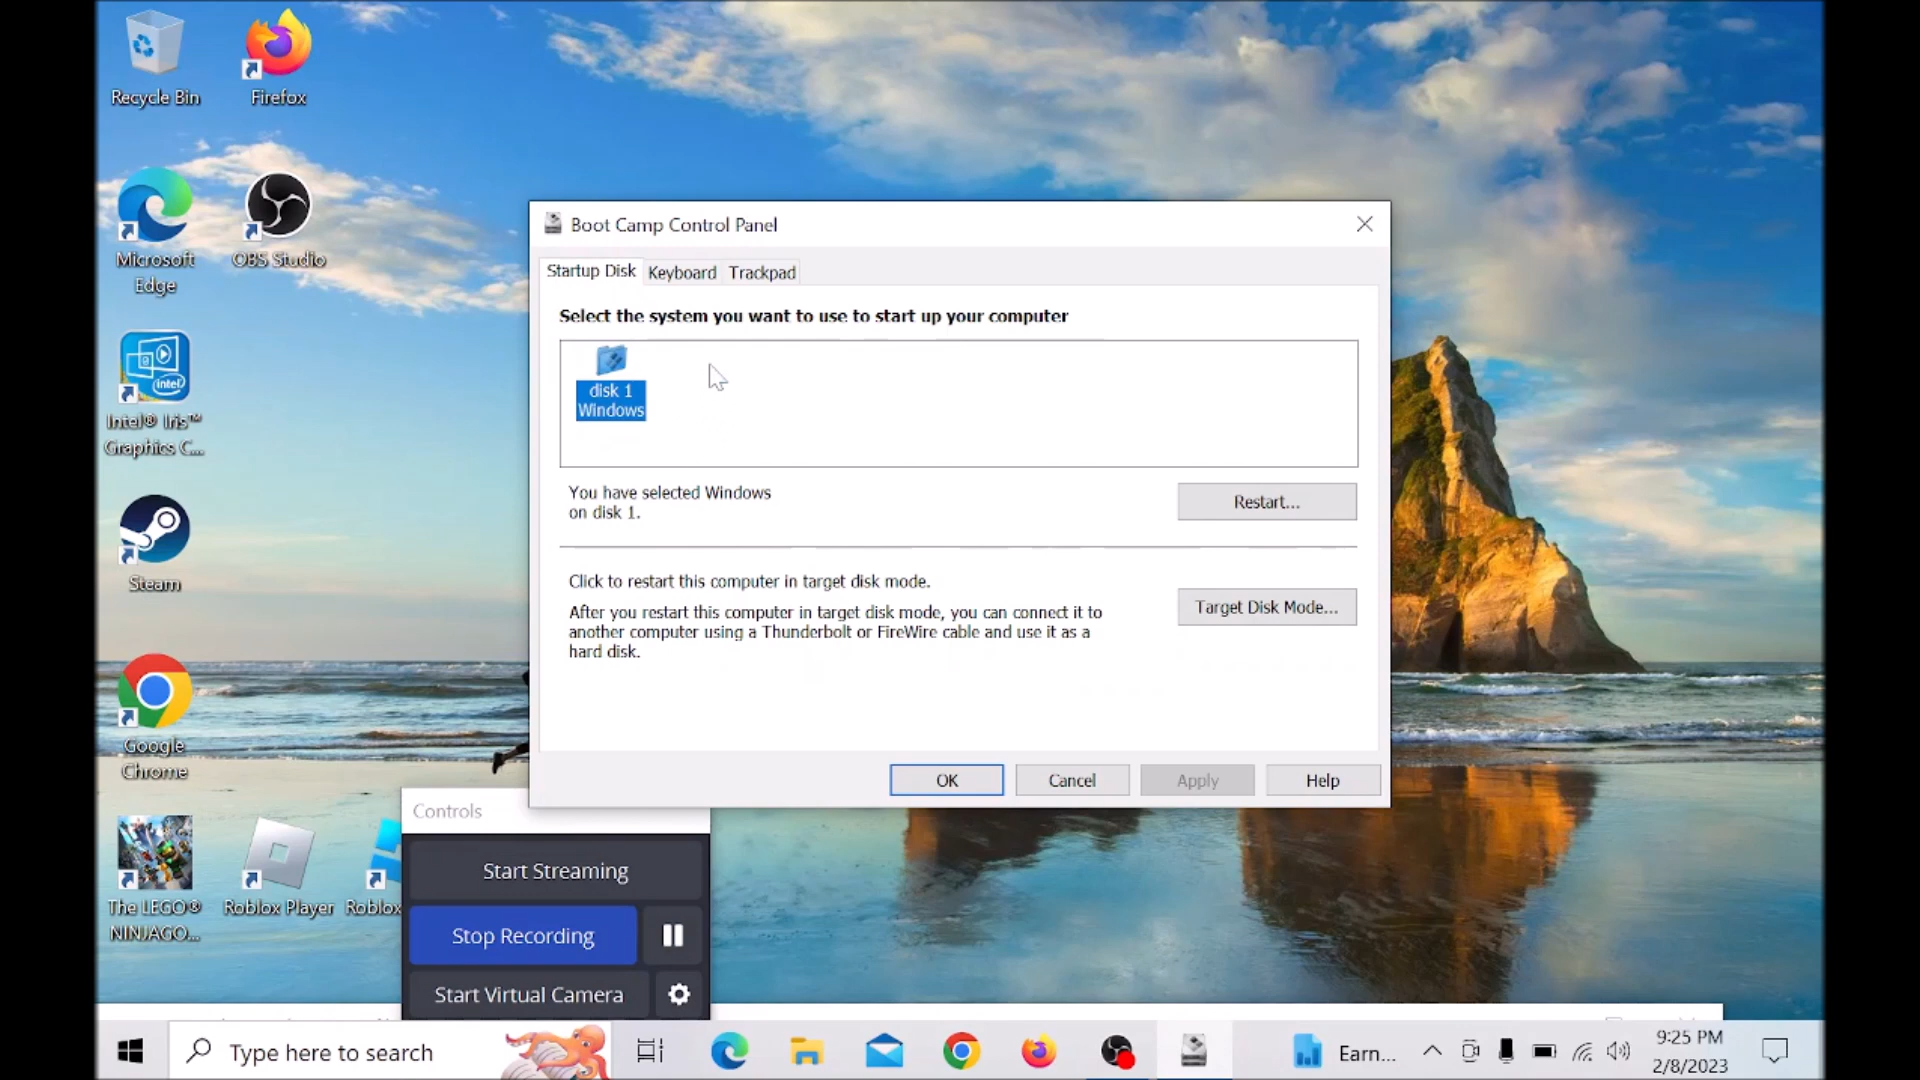 Recycle Bin
Firefox
Microsoft
Edge
OBS Studio
intel
Intel® Iris™
Graphics C...
Steam
Google
Chrome
The LEGO®
NINJAGO...
Roblox Player
Roblox
Boot Camp Control Panel
Startup Disk
Keyboard
Trackpad
Select the system you want to use to start up your computer
disk 1
Windows
You have selected Windows
on disk 1.
Restart...
Click to restart this computer in target disk mode.
After you restart this computer in target disk mode, you can connect it to
another computer using a Thunderbolt or FireWire cable and use it as a
hard disk.
Target Disk Mode...
OK
Cancel
Apply
Help
Controls
Start Streaming
Stop Recording
Start Virtual Camera
Type here to search
Earn...
9:25 PM
2/8/2023